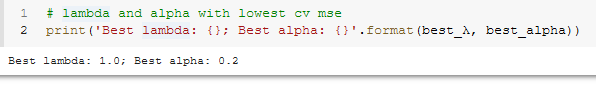 1 # lambda and alpha with lowest cv mse
2 print('Best lambda: {}; Best alpha: {}'.format(best_λ, best_alpha))
Best lambda: 1.0; Best alpha: 0.2